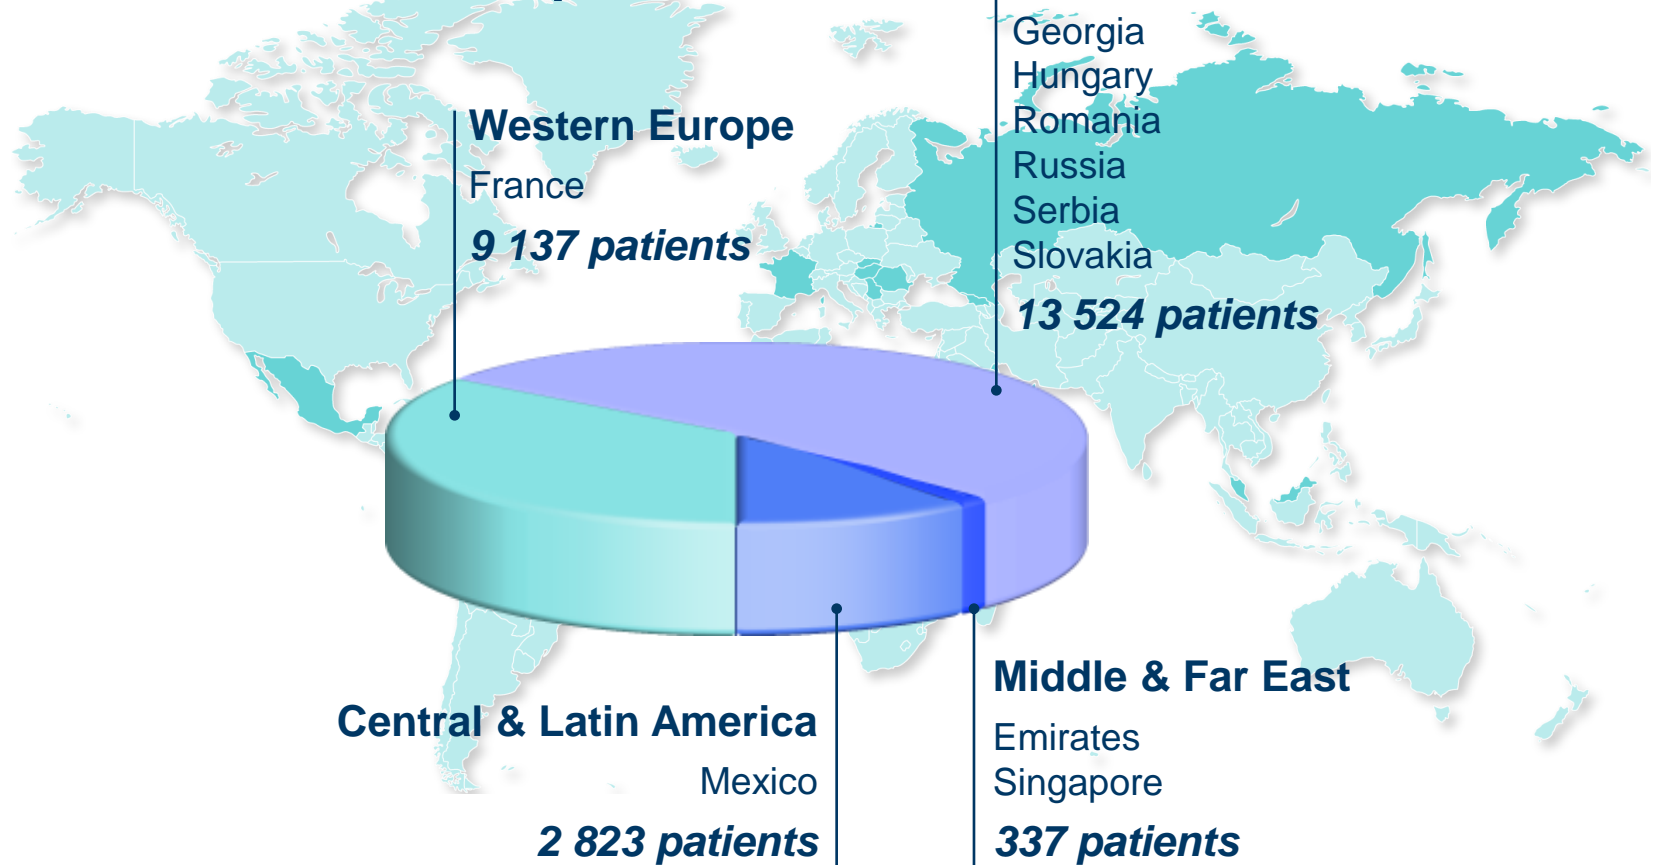 Georgia
Hungary
Romania
Russia
Serbia
Slovakia
13 524 patients
Western Europe
France
9 137 patients
Central & Latin America
Mexico
2 823 patients
Middle & Far East
Emirates
Singapore
337 patients